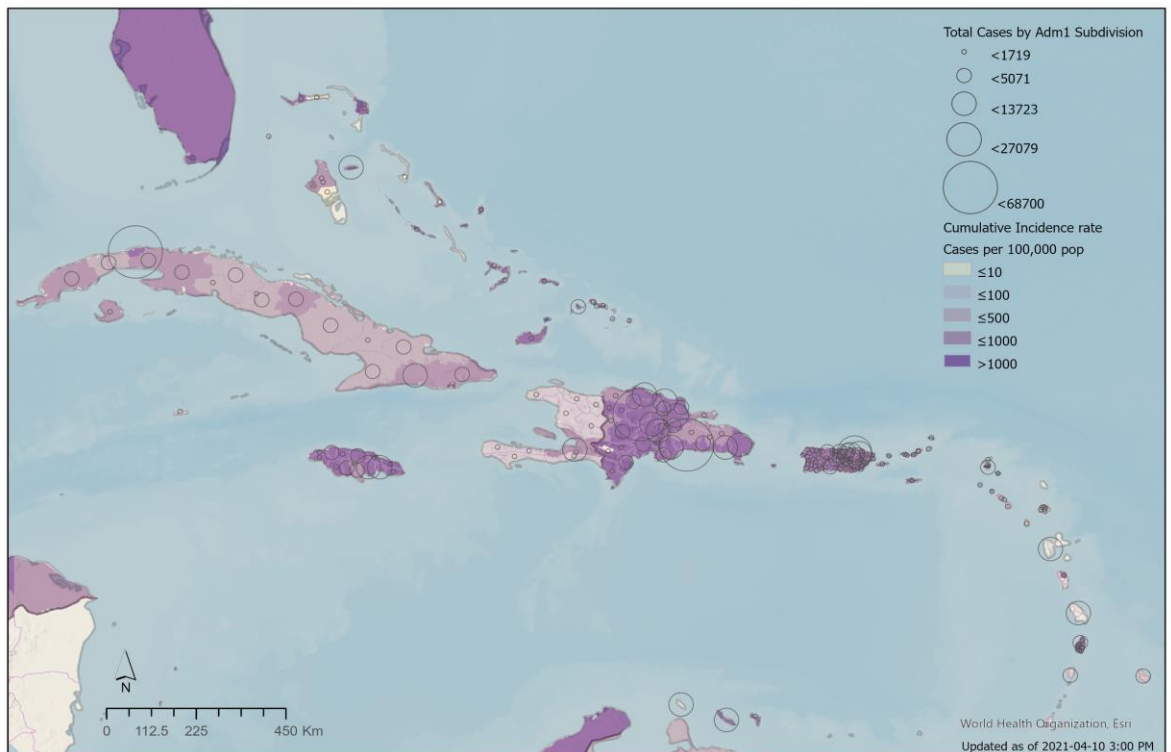 Total Cases by Adm1 Subdivision
<1719
<5071
<13723
<27079
<68700
Cumulative Incidence rate
Cases per 100,000 pop
≤10
≤100
≤500
≤1000
>1000
N
0 112.5 225 450 Km
World Health Organization, Esri
Updated as of 2021-04-10 3:00 PM